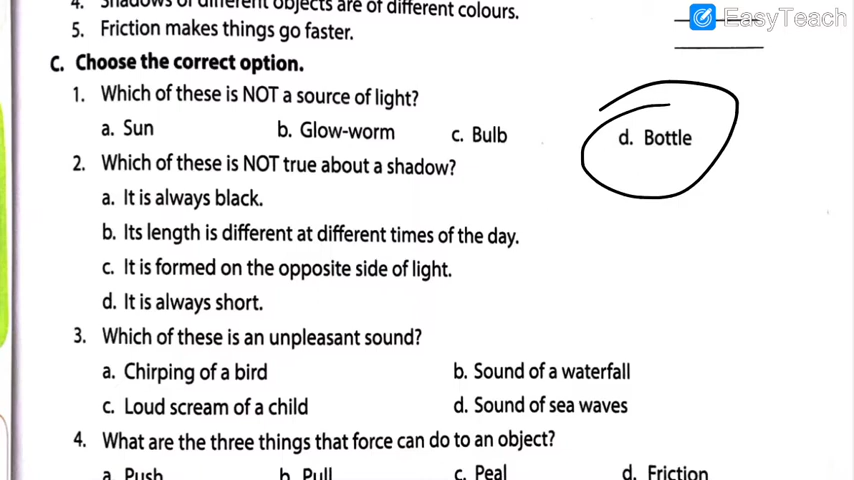 4. Shadows of different objects are of different colours.
EasyTeach
5. Friction makes things go faster.
C. Choose the correct option.
1. Which of these is NOT a source of light?
a. Sun b. Glow-worm c. Bulb d. Bottle
2. Which of these is NOT true about a shadow?
a. It is always black.
b. Its length is different at different times of the day.
c. It is formed on the opposite side of light.
d. It is always short.
3. Which of these is an unpleasant sound?
a. Chirping of a bird b. Sound of a waterfall
c. Loud scream of a child d. Sound of sea waves
4. What are the three things that force can do to an object?
a. Push b. Pull c. Peal d. Friction